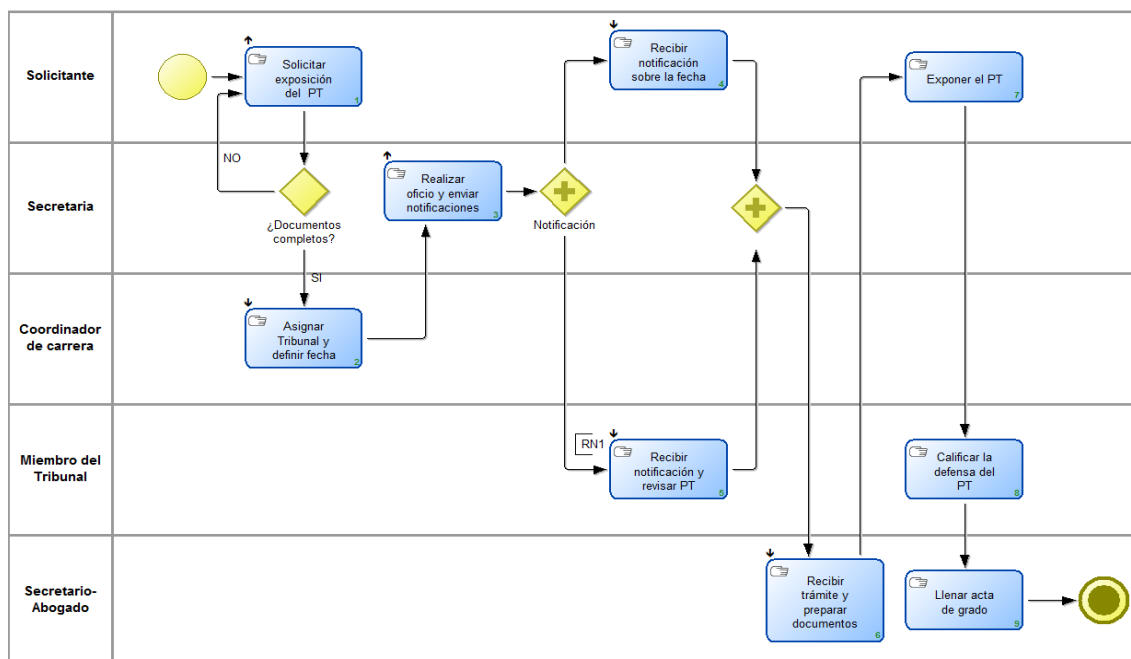 Solicitante
Solicitar
exposición
del PT
1
Recibir
notificación
sobre la fecha
4
Exponer el PT
7
Secretaria
NO
¿Documentos
completos?
SI
Realizar
oficio y enviar
notificaciones
3
Notificación
Coordinador
de carrera
Asignar
Tribunal y
definir fecha
2
Miembro del
Tribunal
RN1
Recibir
notificación y
revisar PT
5
Calificar la
defensa del
PT
8
Secretario-
Abogado
Recibir
trámite y
preparar
documentos
6
Llenar acta
de grado
9